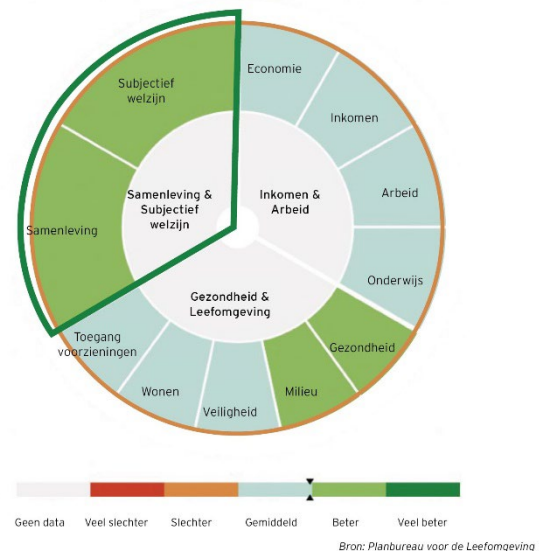 Economie
Subjectief
welzijn
Inkomen
Samenleving &
Subjectief
welzijn
Inkomen &
Arbeid
Arbeid
Samenleving
Onderwijs
Gezondheid &
Leefomgeving
Toegang
voorzieningen
Gezondheid
Wonen
Milieu
Veiligheid
Geen data
Veel slechter
Slechter
Gemiddeld
Beter
Veel beter
Bron: Planbureau voor de Leefomgeving